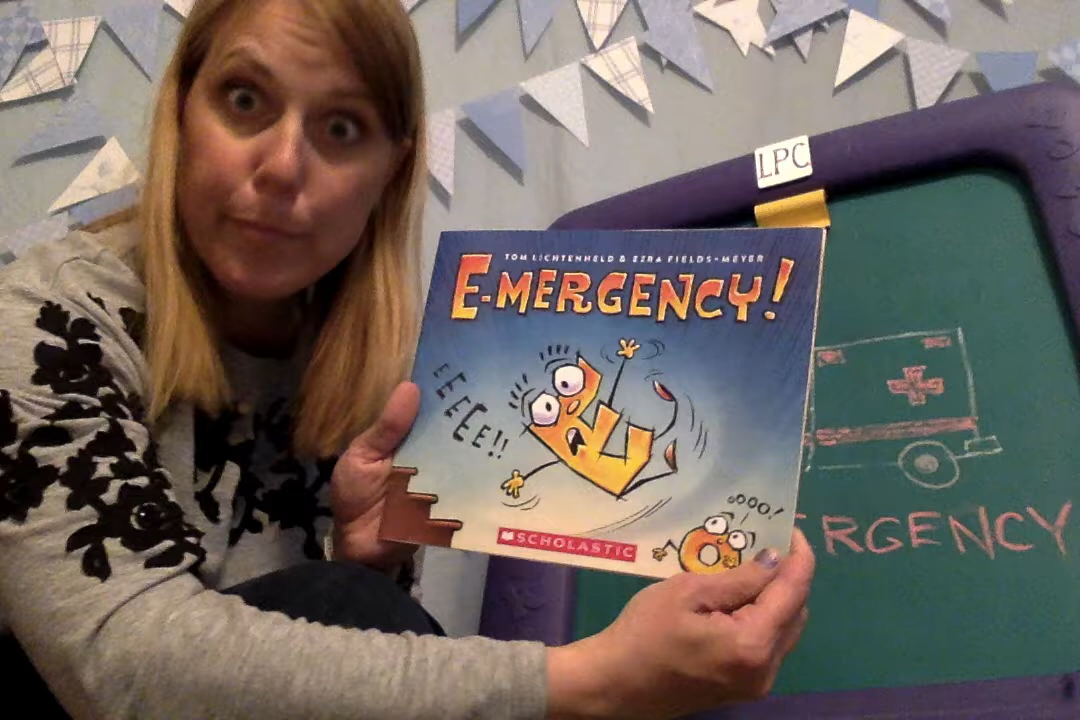 LPC
TOM LICHTENHELD & EZRA FIELDS-MEYER
E-MERGENCY!
EEEEE!!
OOOO!
SCHOLASTIC
ERGENCY